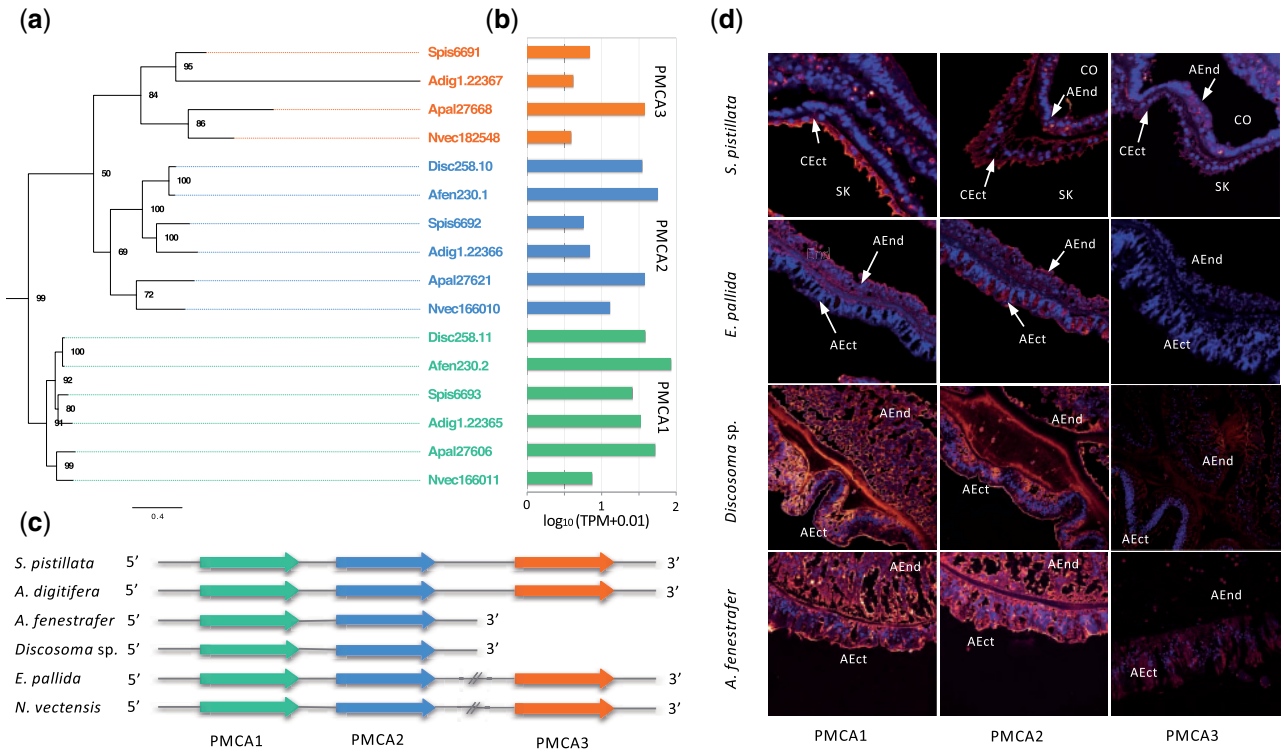 (a)
95
84
86
50
100
100
100
69
72
99
100
92
80
91
99
0.4
Spis6691
Adig1.22367
Apal27668
Nvec182548
Disc258.10
Afen230.1
Spis6692
Adig1.22366
Apal27621
Nvec166010
Disc258.11
Afen230.2
Spis6693
Adig1.22365
Apal27606
Nvec166011
(b)
PMCA3
PMCA2
PMCA1
0 1 2
log₁₀(TPM+0.01)
(c)
S. pistillata 5’ 3’
A. digitifera 5’ 3’
A. fenestrafer 5’ 3’
Discosoma sp. 5’ 3’
E. pallida 5’ 3’
N. vectensis 5’ 3’
PMCA1 PMCA2 PMCA3
(d)
S. pistillata
CEct
SK
CO
AEnd
CEct
SK
AEnd
CO
CEct
SK
E. pallida
AEnd
AEct
AEnd
AEct
AEnd
AEct
Discosoma sp.
AEnd
AEct
AEnd
AEct
AEnd
AEct
A. fenestrafer
AEnd
AEct
AEnd
AEct
AEnd
AEct
PMCA1 PMCA2 PMCA3